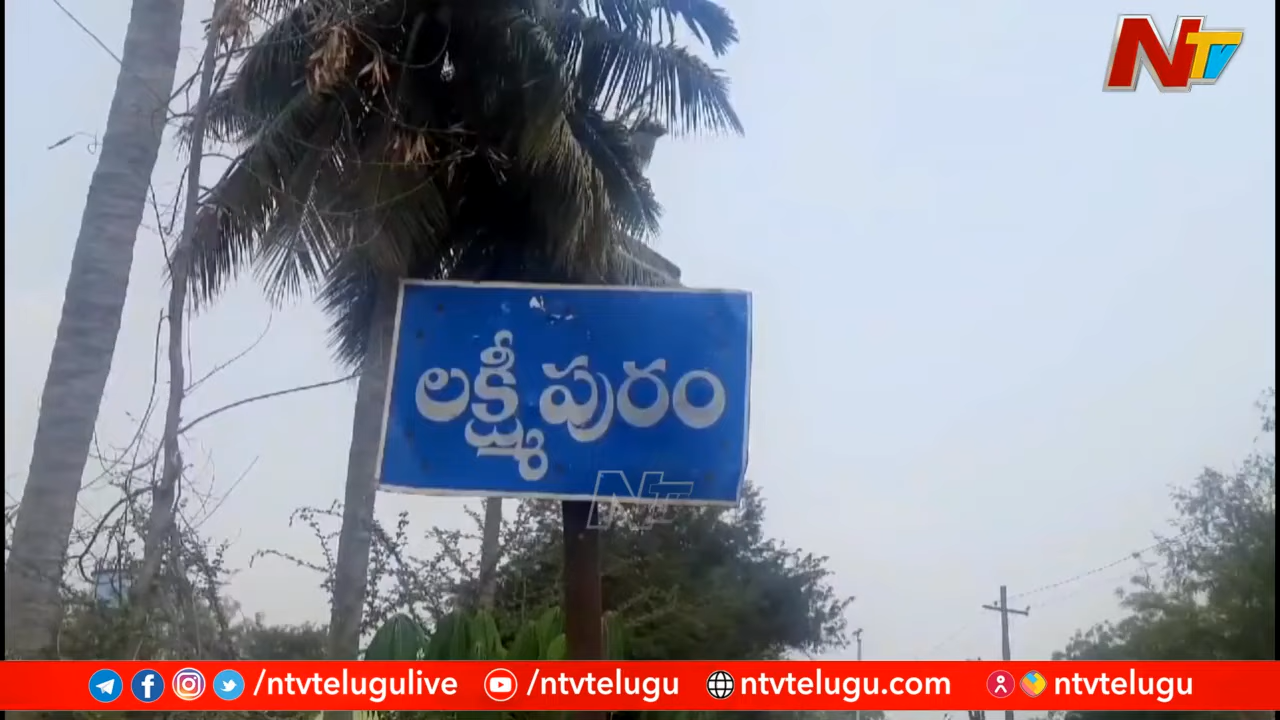 NTV
లక్ష్మీపురం
NTV
/ntvtelugulive /ntvtelugu ntvtelugu.com ntvtelugu